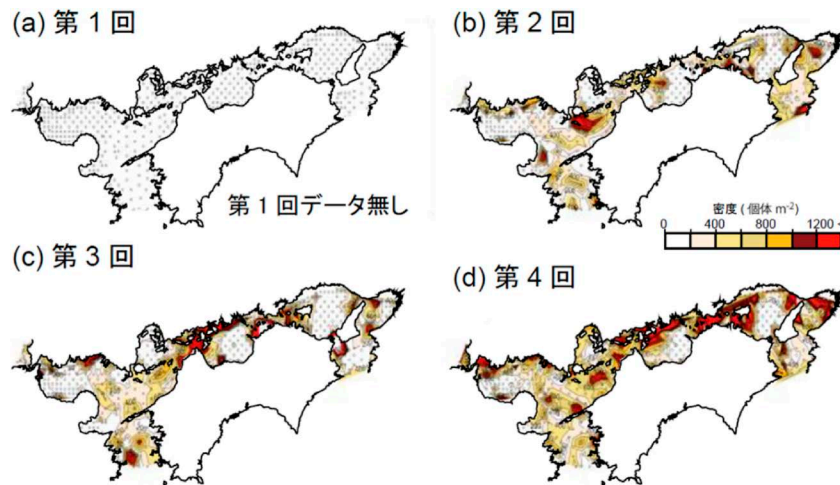 (a) 第 1 回
(b) 第 2 回
第 1 回データ無し
密度 ( 個体 m-2)
0 400 800 1200 <
(c) 第 3 回
(d) 第 4 回